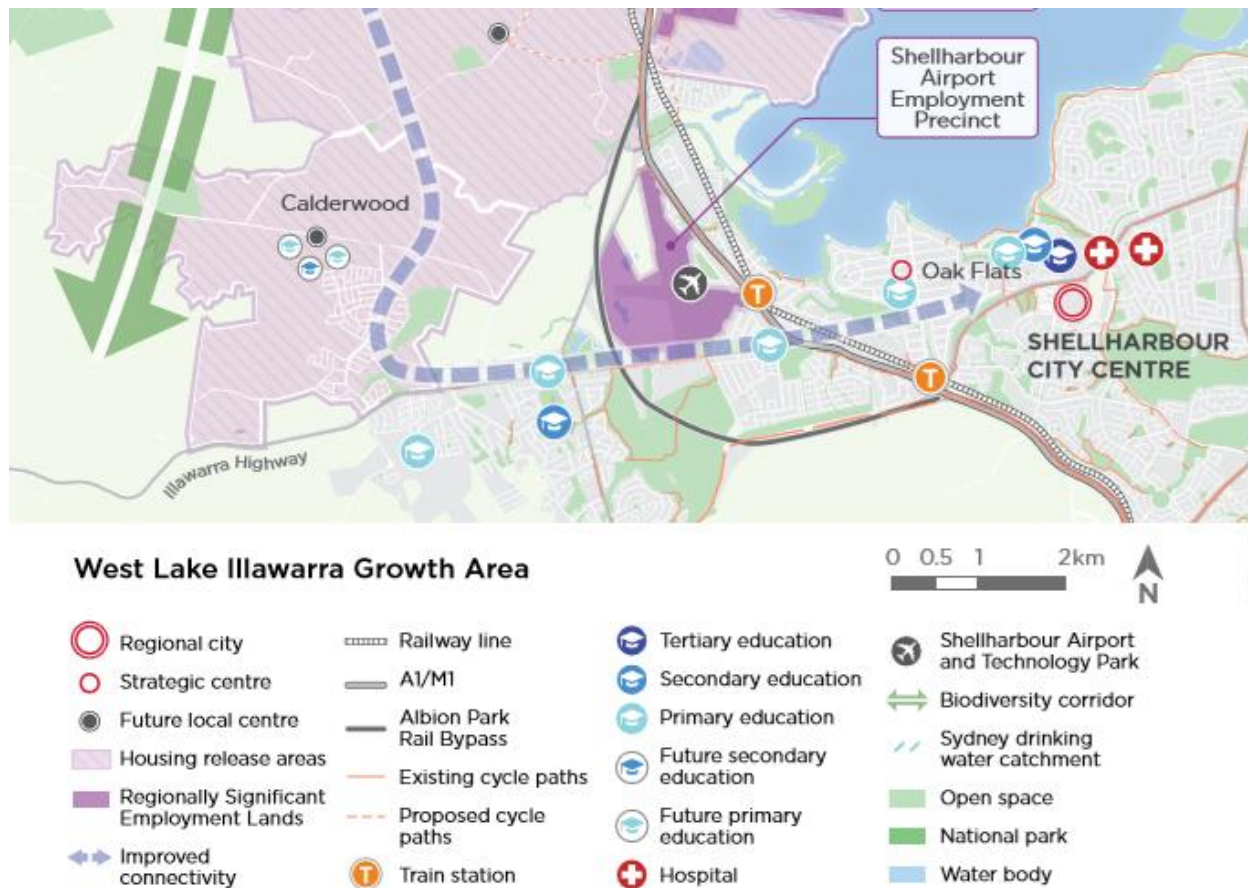 Shellharbour
Airport
Employment
Precinct
Calderwood
Oak Flats
T
SHELLHARBOUR
CITY CENTRE
T
Illawarra Highway
West Lake Illawarra Growth Area
0 0.5 1 2km
N
Regional city
Strategic centre
Future local centre
Housing release areas
Regionally Significant
Employment Lands
Improved
connectivity
Railway line
A1/M1
Albion Park
Rail Bypass
Existing cycle paths
Proposed cycle
paths
T Train station
Tertiary education
Secondary education
Primary education
Future secondary
education
Future primary
education
Hospital
Shellharbour Airport
and Technology Park
Biodiversity corridor
Sydney drinking
water catchment
Open space
National park
Water body